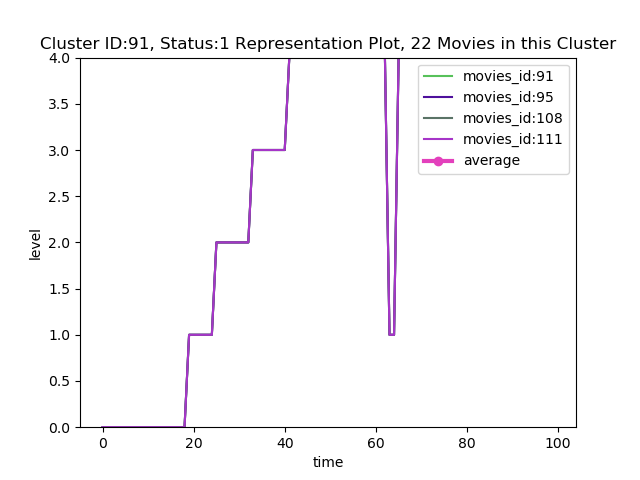 Cluster ID:91, Status:1 Representation Plot, 22 Movies in this Cluster
4.0
3.5
3.0
2.5
2.0
1.5
1.0
0.5
0.0
level
0
20
40
60
80
100
time
movies_id:91
movies_id:95
movies_id:108
movies_id:111
average